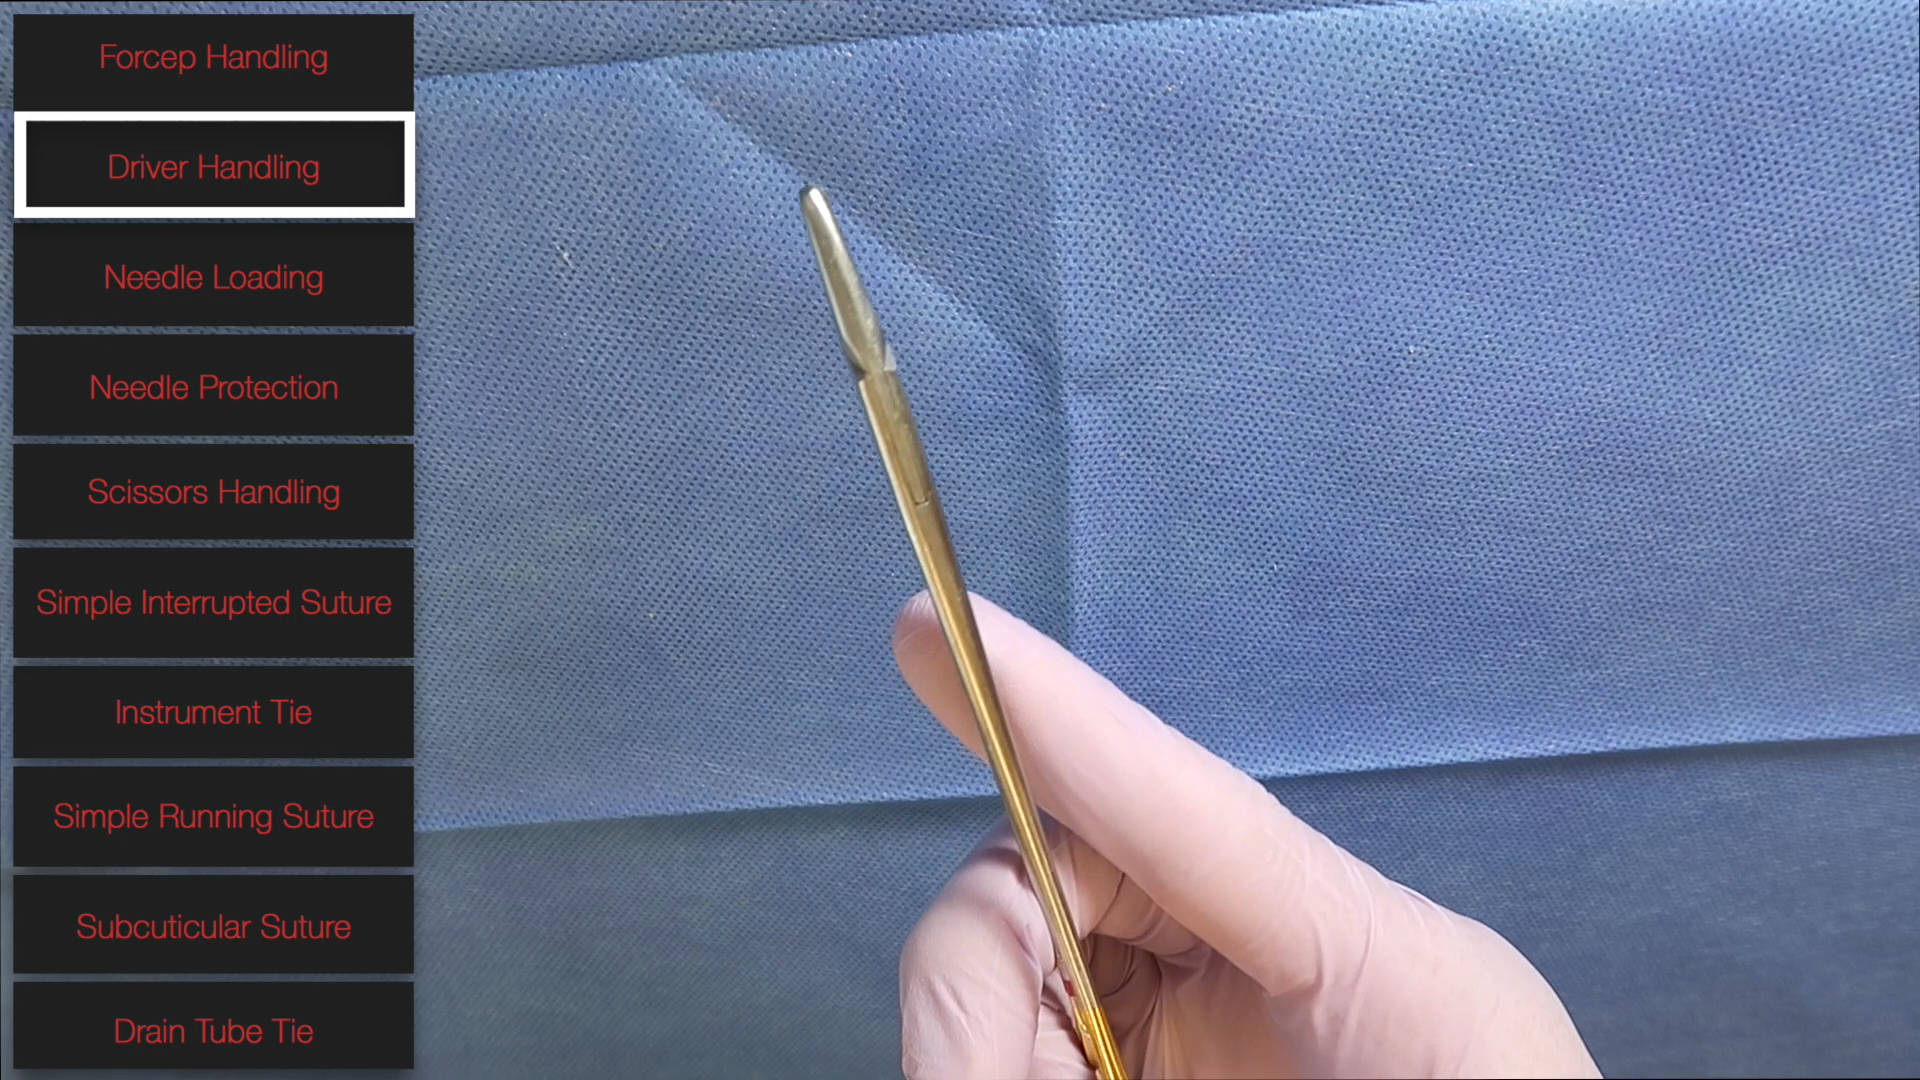 Forcep Handling
Driver Handling
Needle Loading
Needle Protection
Scissors Handling
Simple Interrupted Suture
Instrument Tie
Simple Running Suture
Subcuticular Suture
Drain Tube Tie